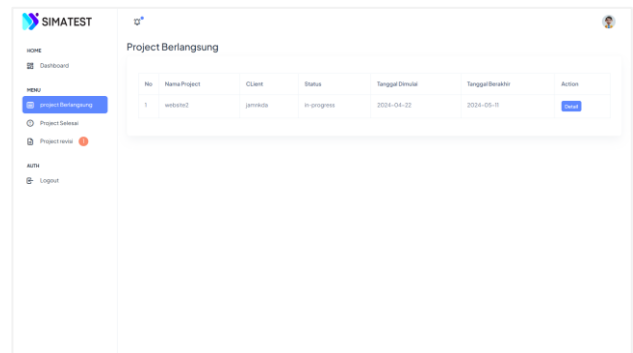 SIMATEST
HOME
Dashboard
MENU
project Berlangsung
Project Selesai
Project revisi
AUTH
Logout
Project Berlangsung
No Nama Project CLient Status Tanggal Dimulai Tanggal Berakhir Action
1 website2 jamrkida in-progress 2024-04-22 2024-05-11 Detail